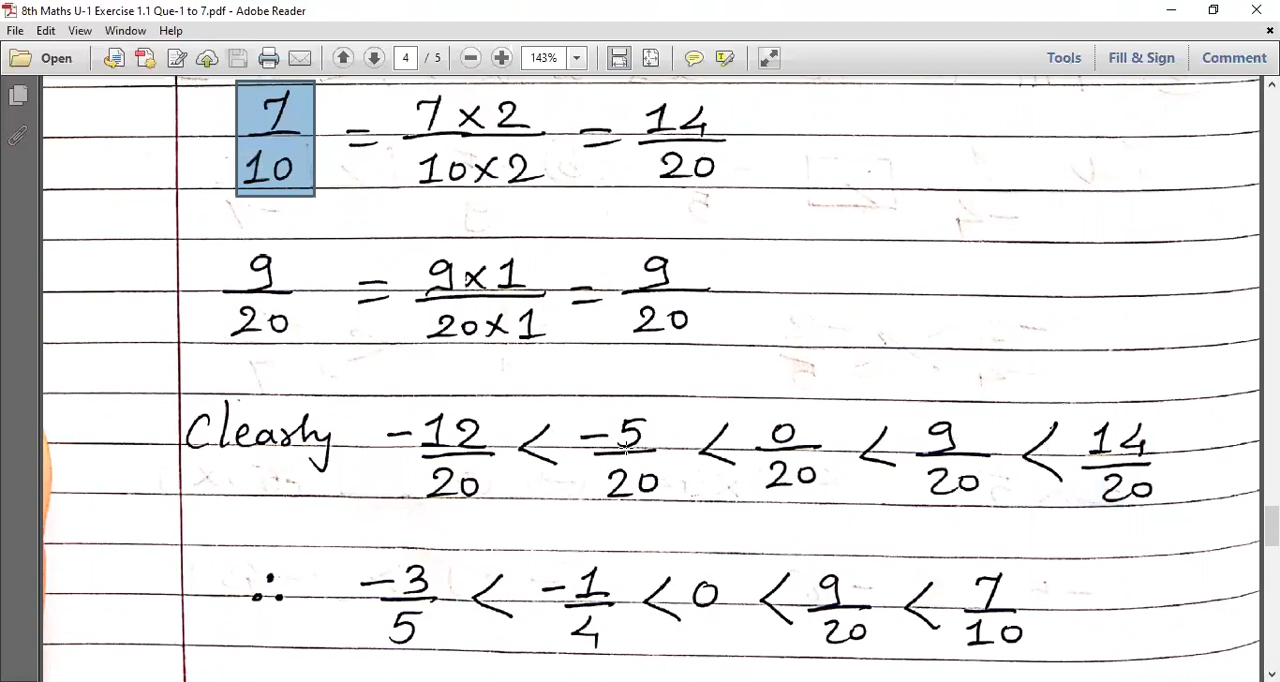 8th Maths U-1 Exercise 1.1 Que-1 to 7.pdf - Adobe Reader
File Edit View Window Help
Open 4 / 5 143% Tools Fill & Sign Comment
7/10 = 7×2/10×2 = 14/20
9/20 = 9×1/20×1 = 9/20
Clearly -12/20 < -5/20 < 0/20 < 9/20 < 14/20
∴ -3/5 < -1/4 < 0 < 9/20 < 7/10